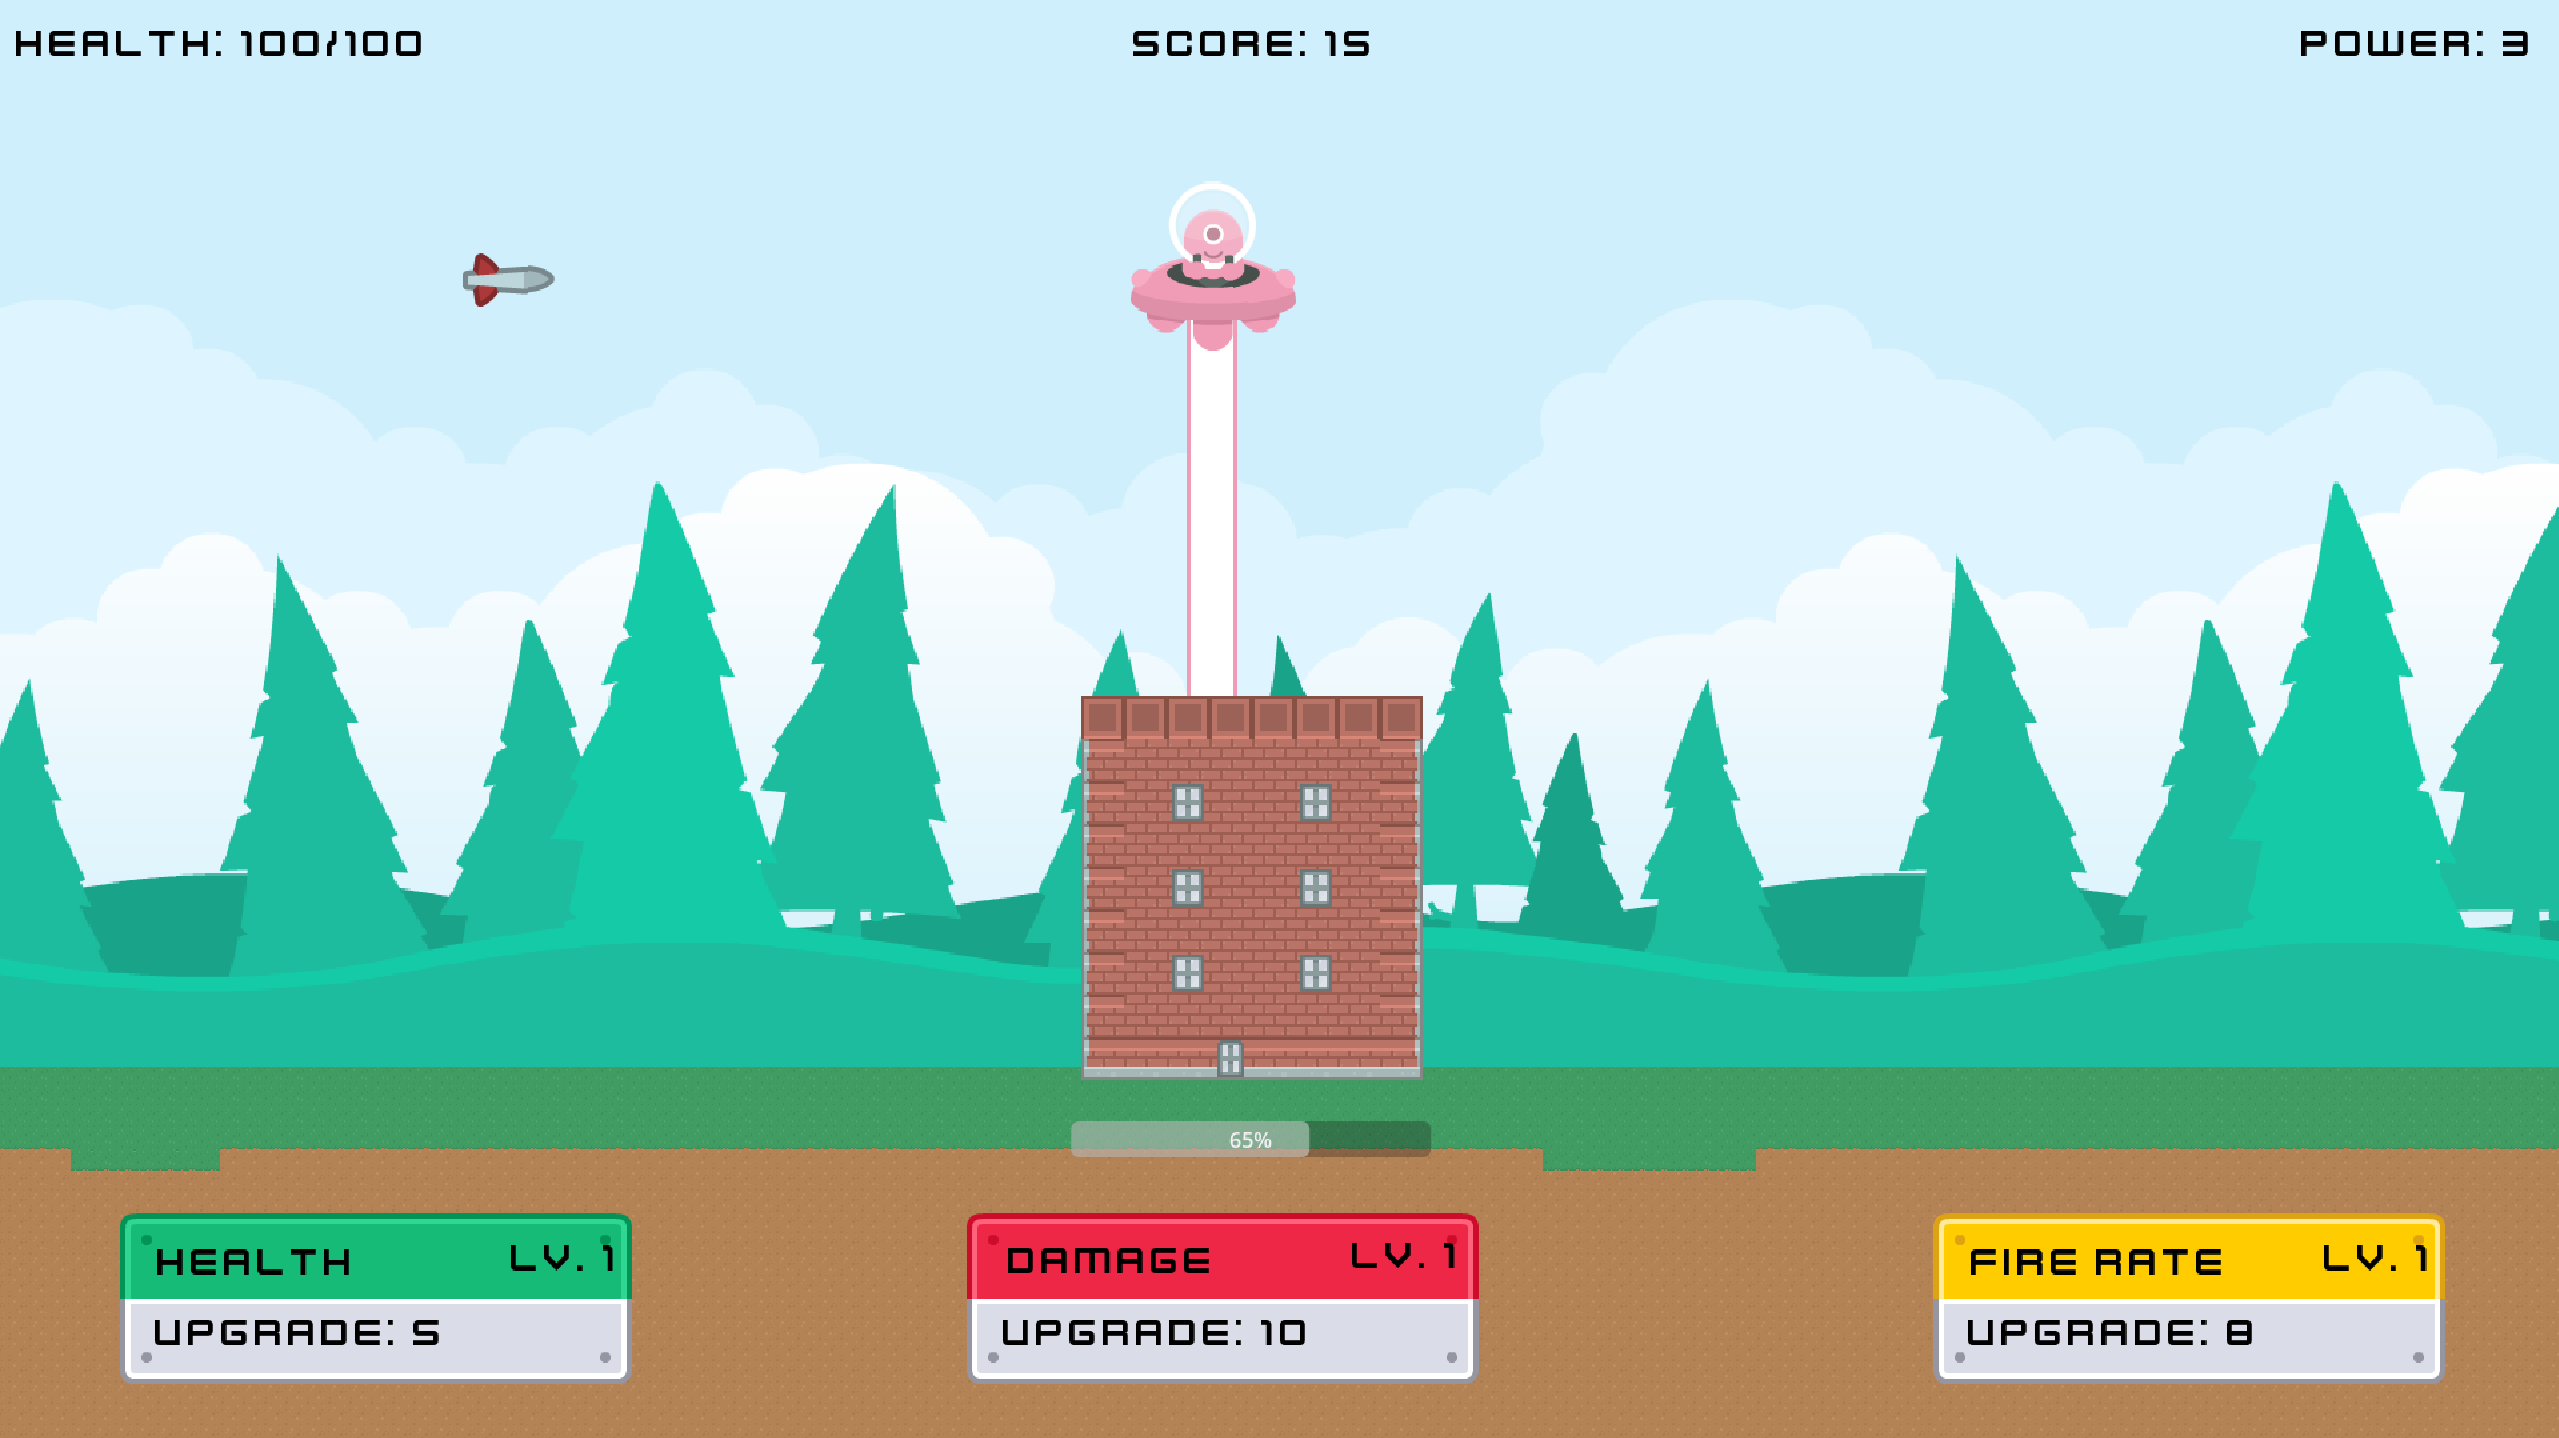 HEALTH: 100/100
SCORE: 15
POWER: 3
65%
HEALTH LV. 1
UPGRADE: 5
DAMAGE LV. 1
UPGRADE: 10
FIRE RATE LV. 1
UPGRADE: 8